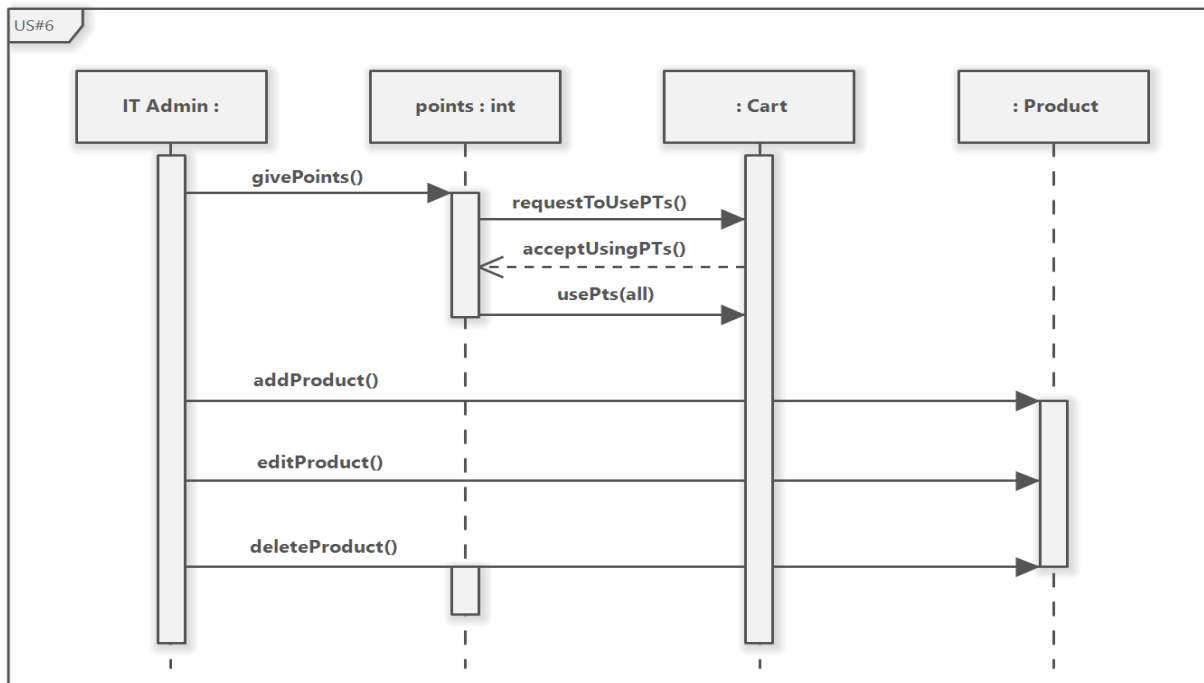 US#6
IT Admin :
points : int
: Cart
: Product
givePoints()
requestToUsePTs()
acceptUsingPTs()
usePts(all)
addProduct()
editProduct()
deleteProduct()